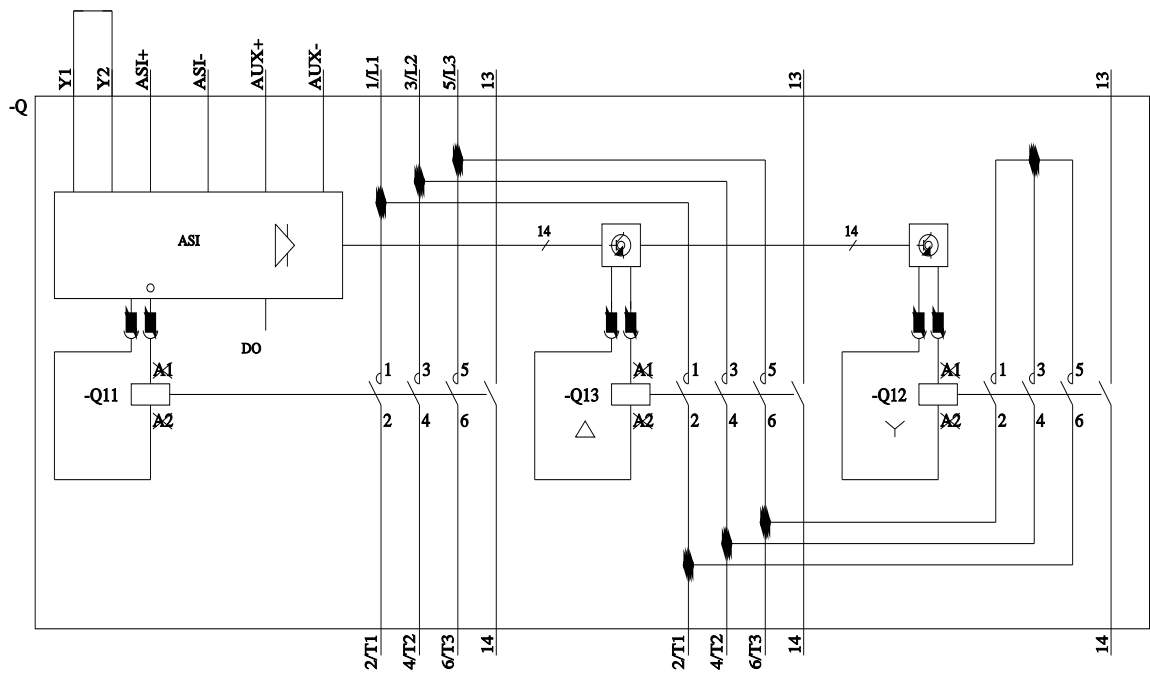 Y1 Y2 ASI+ ASI- AUX+ AUX- 1/L1 3/L2 5/L3 13 13 13
-Q
ASI 14 14
DO
A1 1 3 5 A1 1 3 5 A1 1 3 5
-Q11 -Q13 -Q12
A2 2 4 6 A2 2 4 6 A2 2 4 6
2/T1 4/T2 6/T3 14 2/T1 4/T2 6/T3 14 14